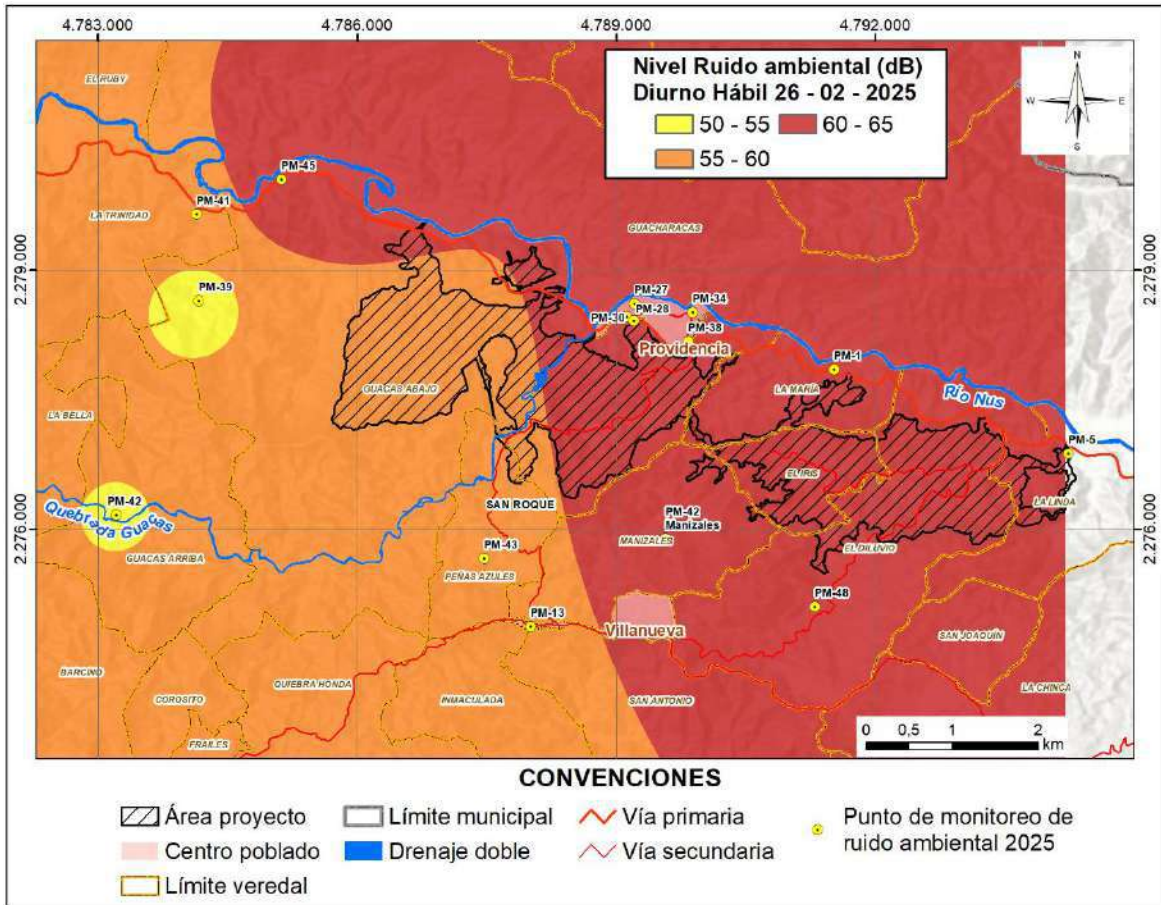 4.783.000
4.786.000
4.789.000
4.792.000
Nivel Ruido ambiental (dB)
Diurno Hábil 26 - 02 - 2025
50 - 55
60 - 65
55 - 60
N
W
E
S
EL RUBY
PM-45
PM-41
LA TRINIDAD
GUACHARACAS
2.279.000
2.279.000
PM-39
PM-27
PM-34
PM-30
PM-28
PM-38
Providencia
PM-1
GUACAS ABAJO
LA MARÍA
Río Nus
LA BELLA
PM-5
EL IRIS
PM-42
SAN ROQUE
LA LINDA
Quebrada Guacas
PM-42
Manizales
2.276.000
2.276.000
GUACAS ARRIBA
PM-43
MANIZALES
EL DILUVIO
PEÑAS AZULES
PM-48
PM-13
Villanueva
SAN JOAQUÍN
BARCINO
QUIEBRA HONDA
COROSITO
INMACULADA
SAN ANTONIO
LA CHINCA
FRAILES
0
0,5
1
2
km
CONVENCIONES
Área proyecto
Límite municipal
Vía primaria
Punto de monitoreo de
ruido ambiental 2025
Centro poblado
Drenaje doble
Vía secundaria
Límite veredal